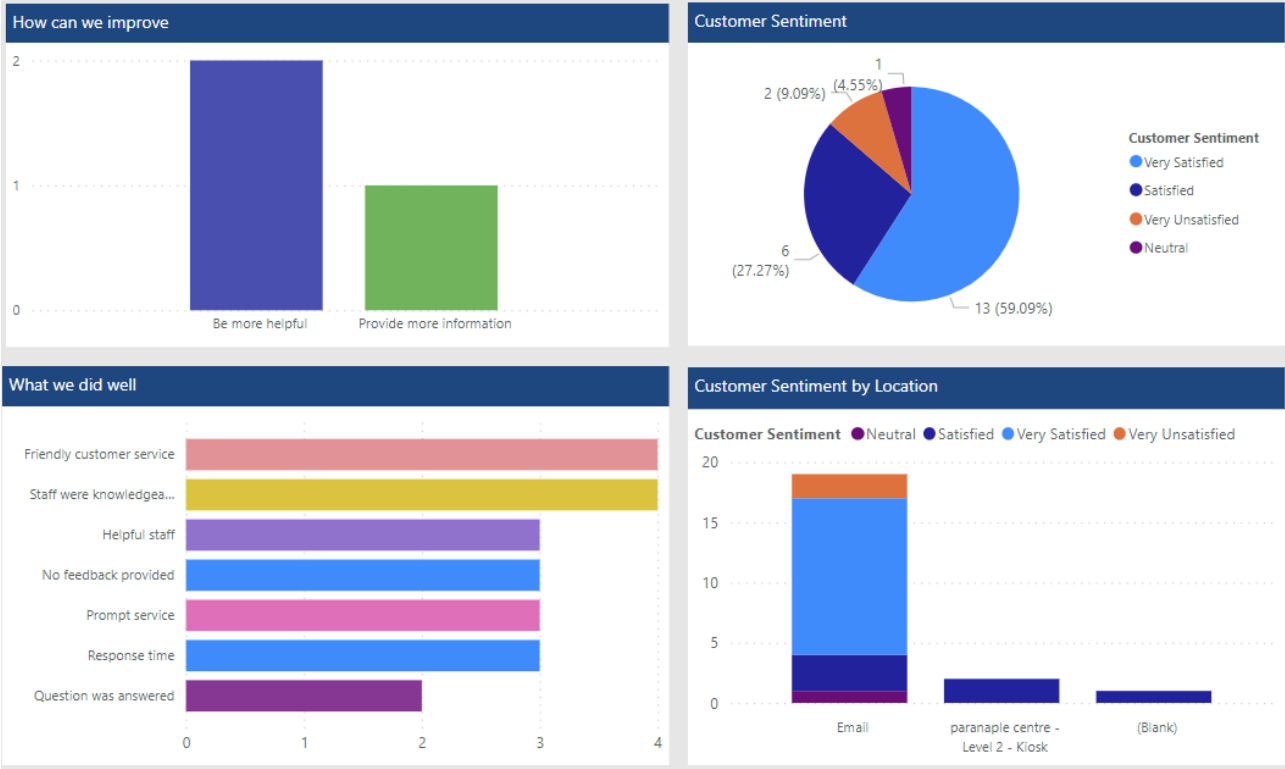 How can we improve
2
1
0
Be more helpful
Provide more information
Customer Sentiment
1
(4.55%)
2 (9.09%)
6
(27.27%)
13 (59.09%)
Customer Sentiment
Very Satisfied
Satisfied
Very Unsatisfied
Neutral
What we did well
Friendly customer service
Staff were knowledgea...
Helpful staff
No feedback provided
Prompt service
Response time
Question was answered
0 1 2 3 4
Customer Sentiment by Location
Customer Sentiment Neutral Satisfied Very Satisfied Very Unsatisfied
20
15
10
5
0
Email
paranaple centre -
Level 2 - Kiosk
(Blank)